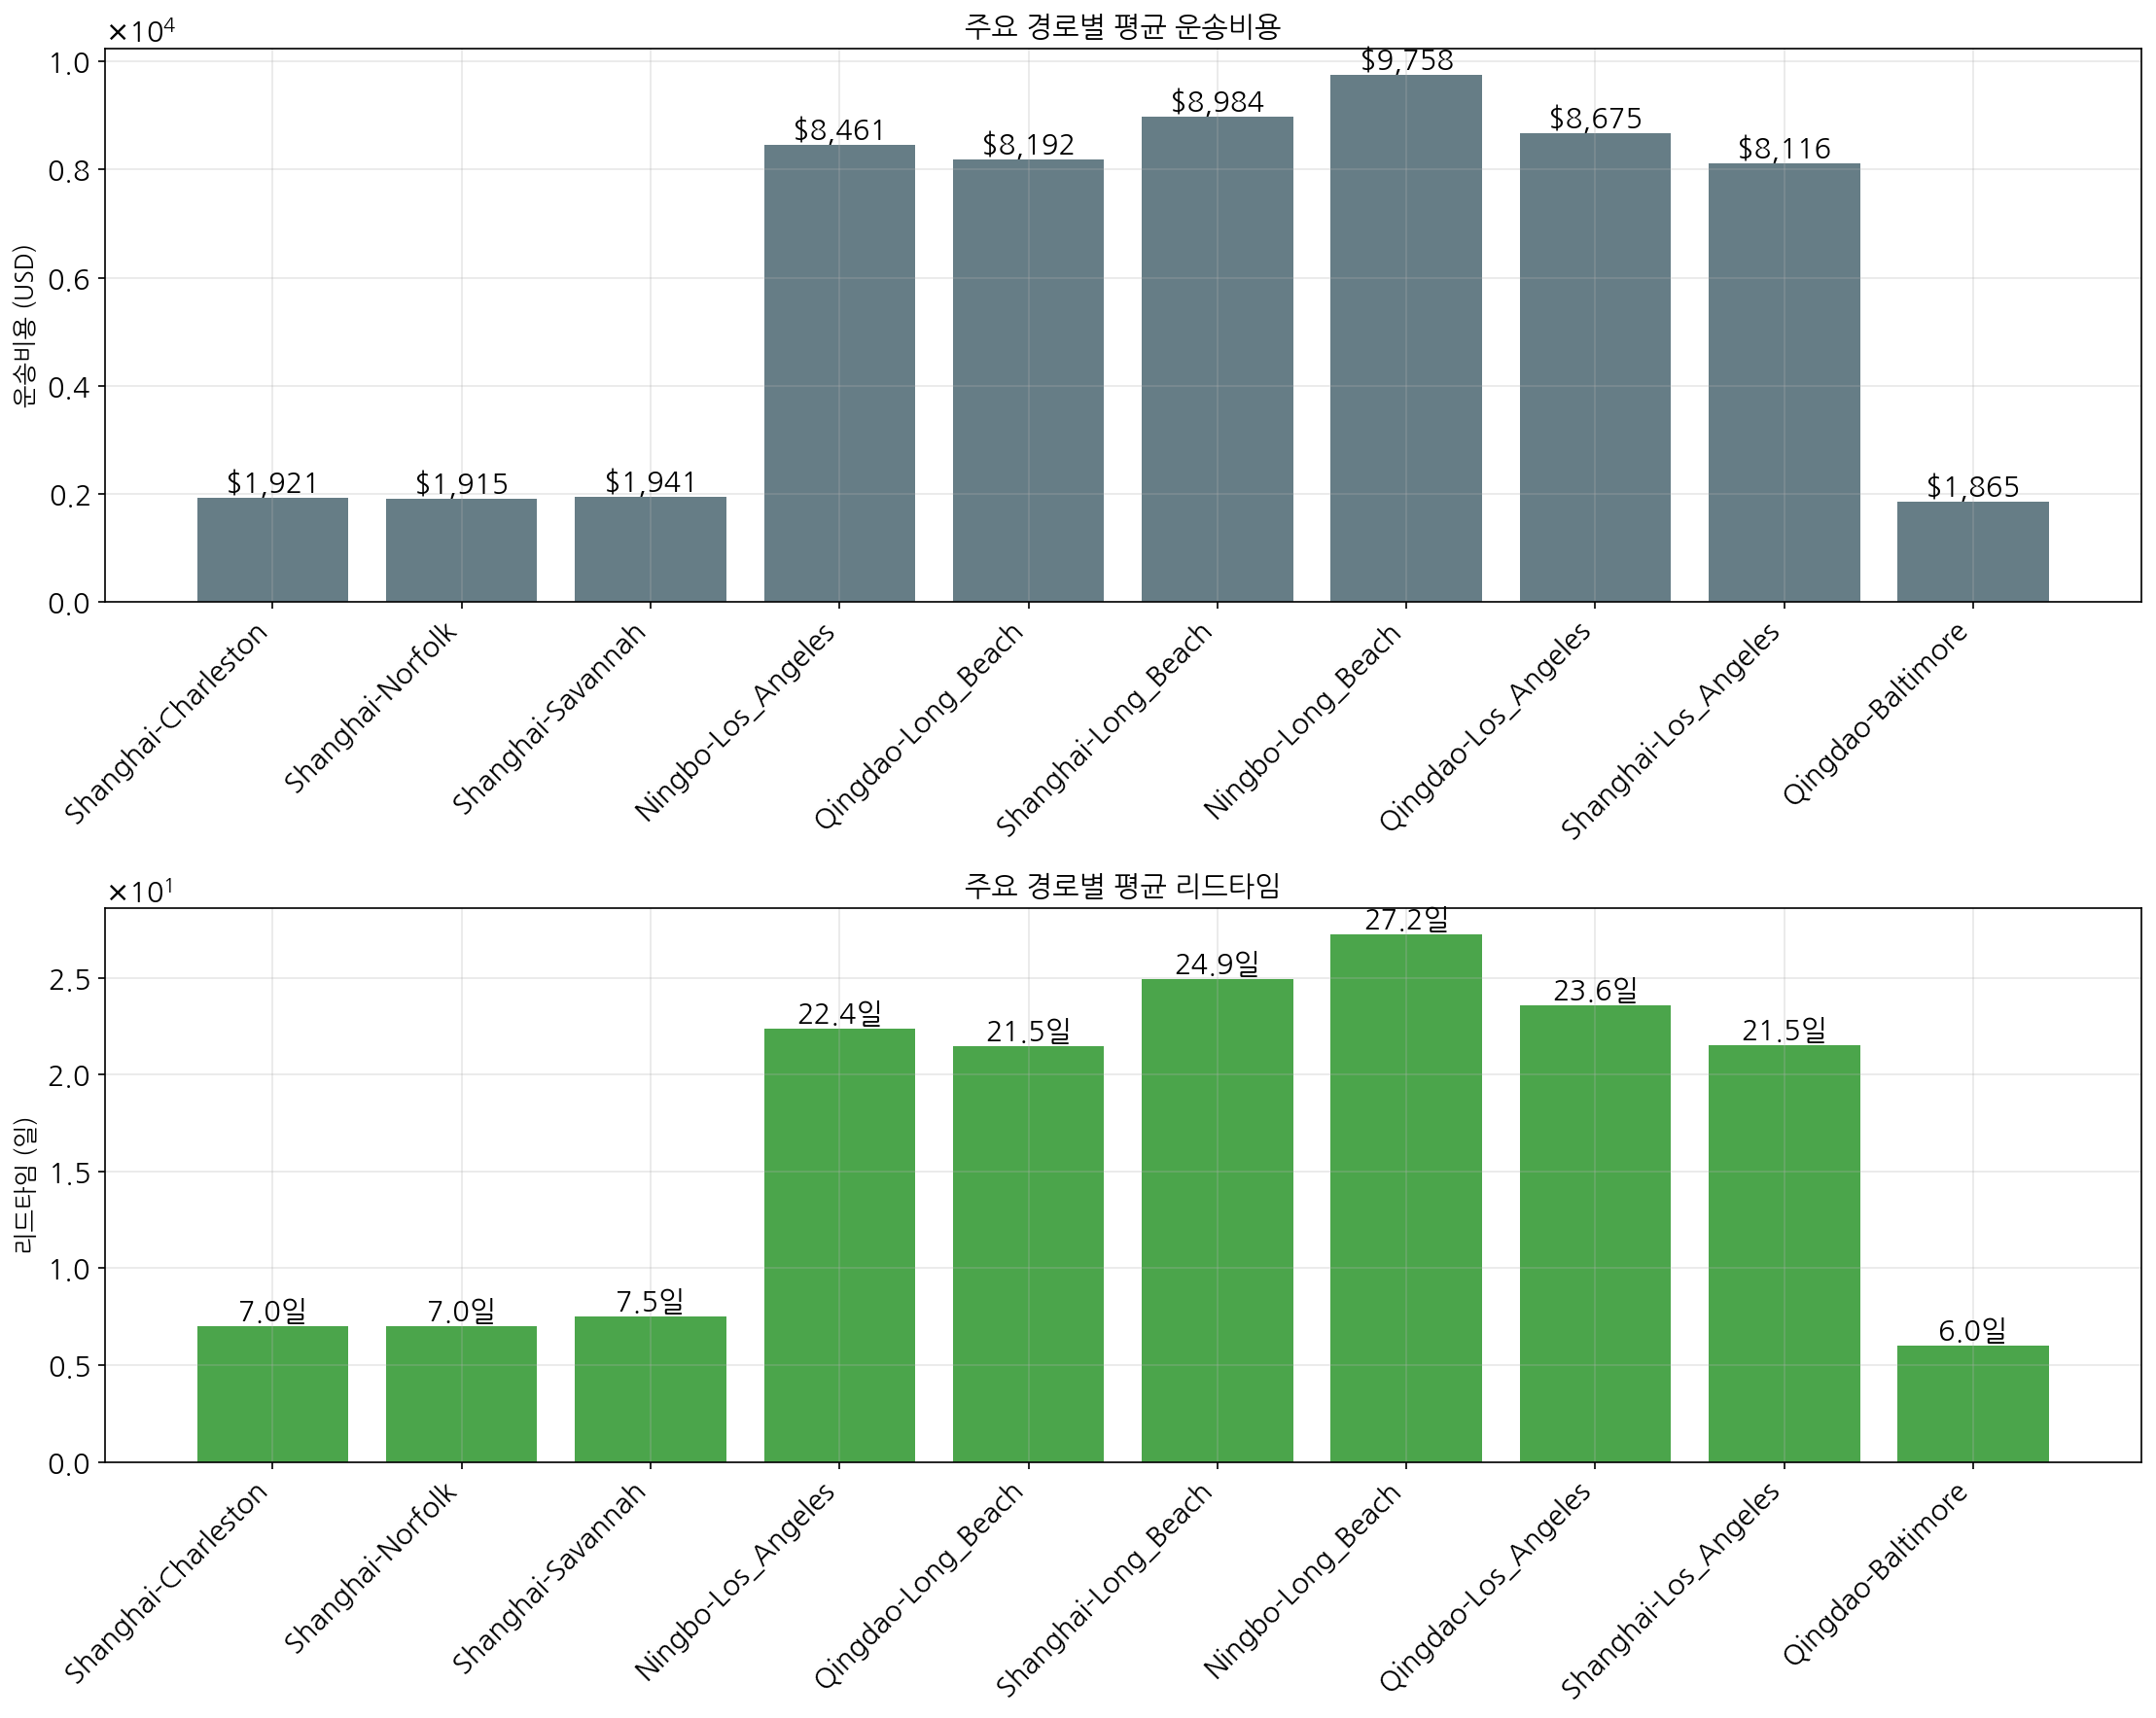 주요 경로별 평균 운송비용
×10⁴
운송비용 (USD)
1.0
0.8
0.6
0.4
0.2
0.0
$1,921
$1,915
$1,941
$8,461
$8,192
$8,984
$9,758
$8,675
$8,116
$1,865
Shanghai-Charleston
Shanghai-Norfolk
Shanghai-Savannah
Ningbo-Los_Angeles
Qingdao-Long_Beach
Shanghai-Long_Beach
Ningbo-Long_Beach
Qingdao-Los_Angeles
Shanghai-Los_Angeles
Qingdao-Baltimore
주요 경로별 평균 리드타임
×10¹
리드타임 (일)
2.5
2.0
1.5
1.0
0.5
0.0
7.0일
7.0일
7.5일
22.4일
21.5일
24.9일
27.2일
23.6일
21.5일
6.0일
Shanghai-Charleston
Shanghai-Norfolk
Shanghai-Savannah
Ningbo-Los_Angeles
Qingdao-Long_Beach
Shanghai-Long_Beach
Ningbo-Long_Beach
Qingdao-Los_Angeles
Shanghai-Los_Angeles
Qingdao-Baltimore